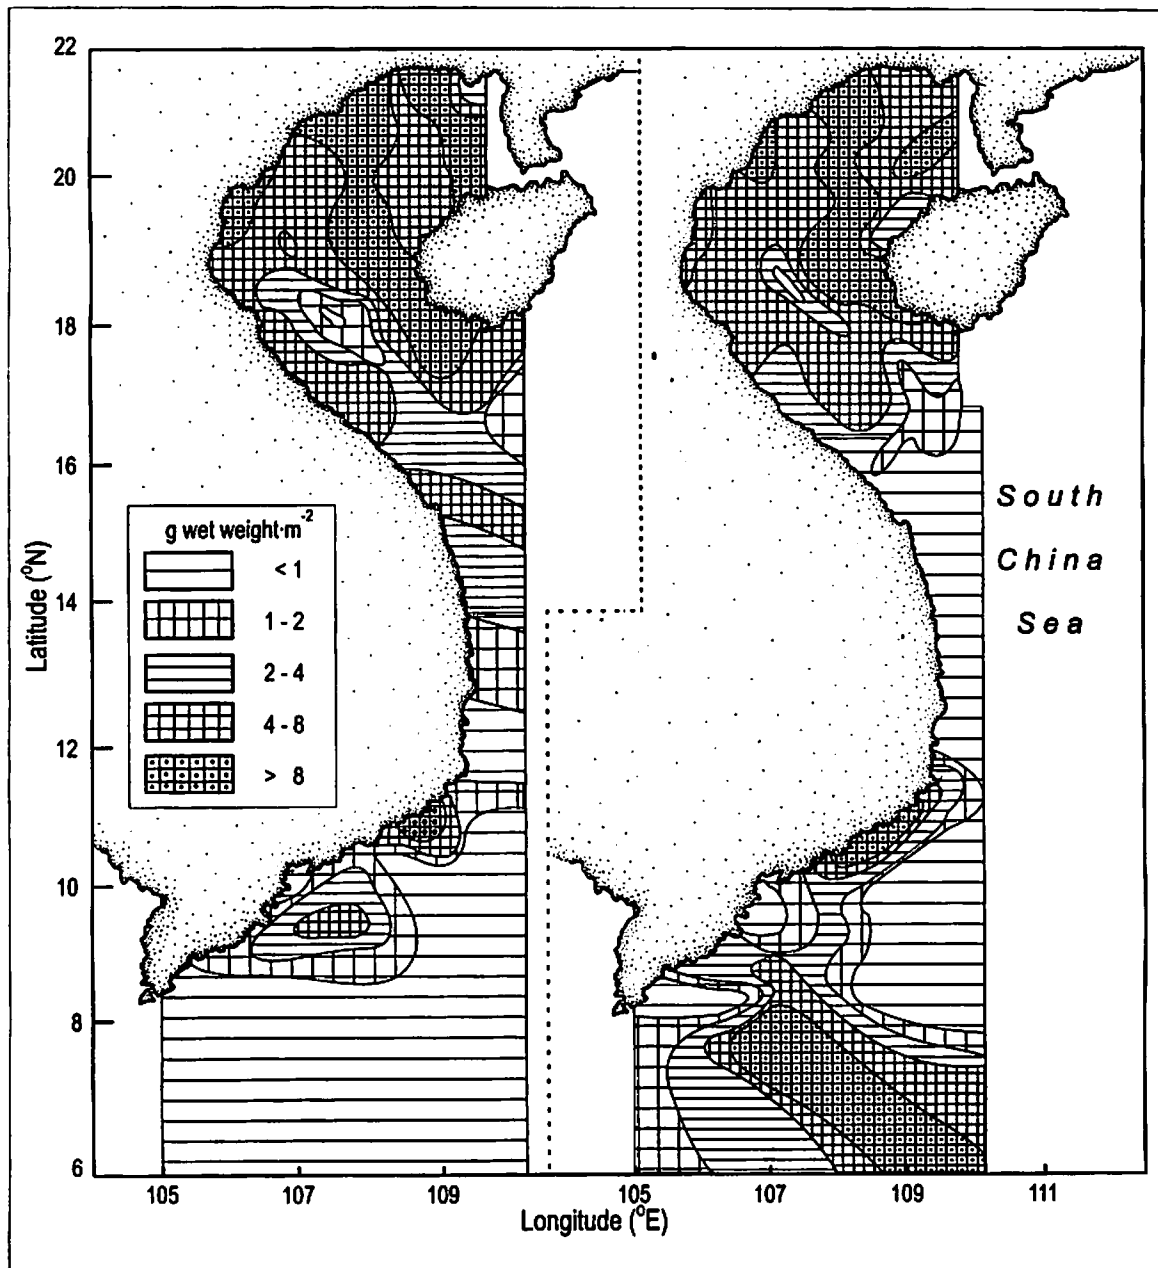 22
20
18
16
14
12
10
8
6
Latitude (°N)
g wet weight·m⁻²
< 1
1 - 2
2 - 4
4 - 8
> 8
South
China
Sea
105
107
109
105
107
109
111
Longitude (°E)